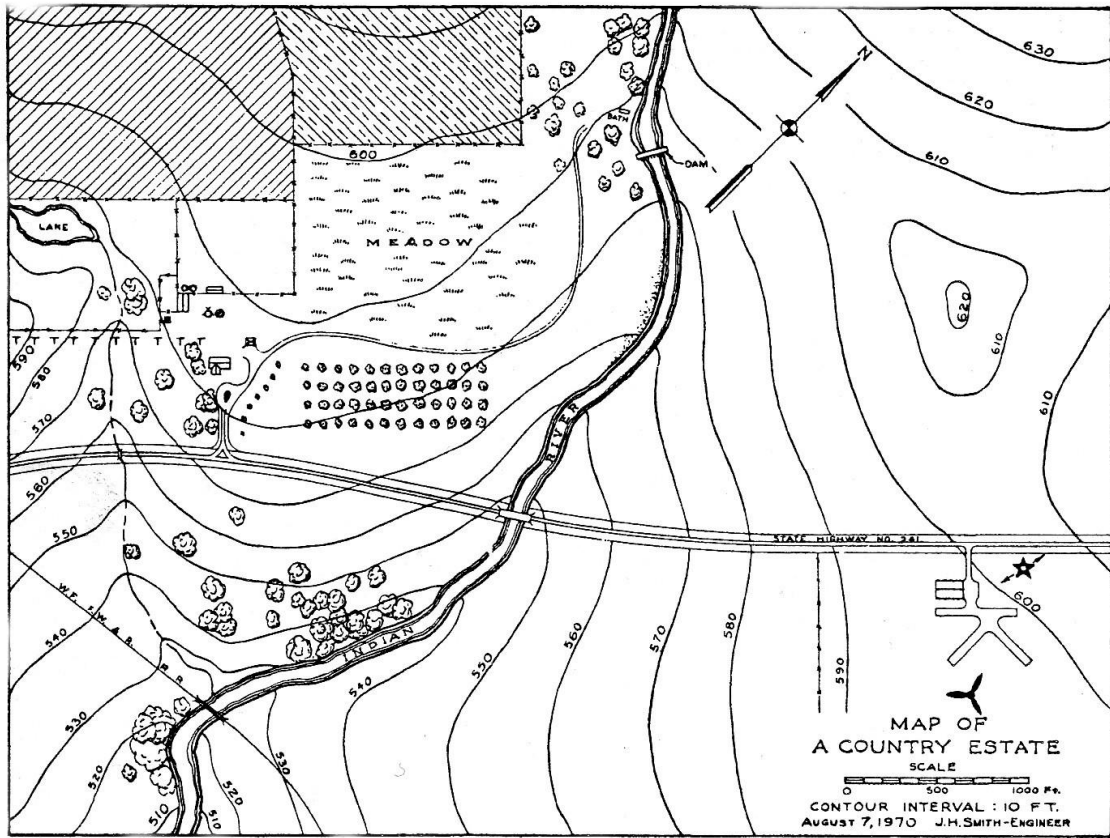 630
620
N
BATH
610
DAM
600
LAKE
MEADOW
620
590
610
580
610
570
RIVER
580
550
STATE HIGHWAY NO. 281
600
540
560
570
580
550
590
INDIAN
540
R.R.
530
530
520
520
510
510
MAP OF
A COUNTRY ESTATE
SCALE
0 500 1000 FT.
CONTOUR INTERVAL : 10 FT.
AUGUST 7, 1970 J.H. SMITH-ENGINEER